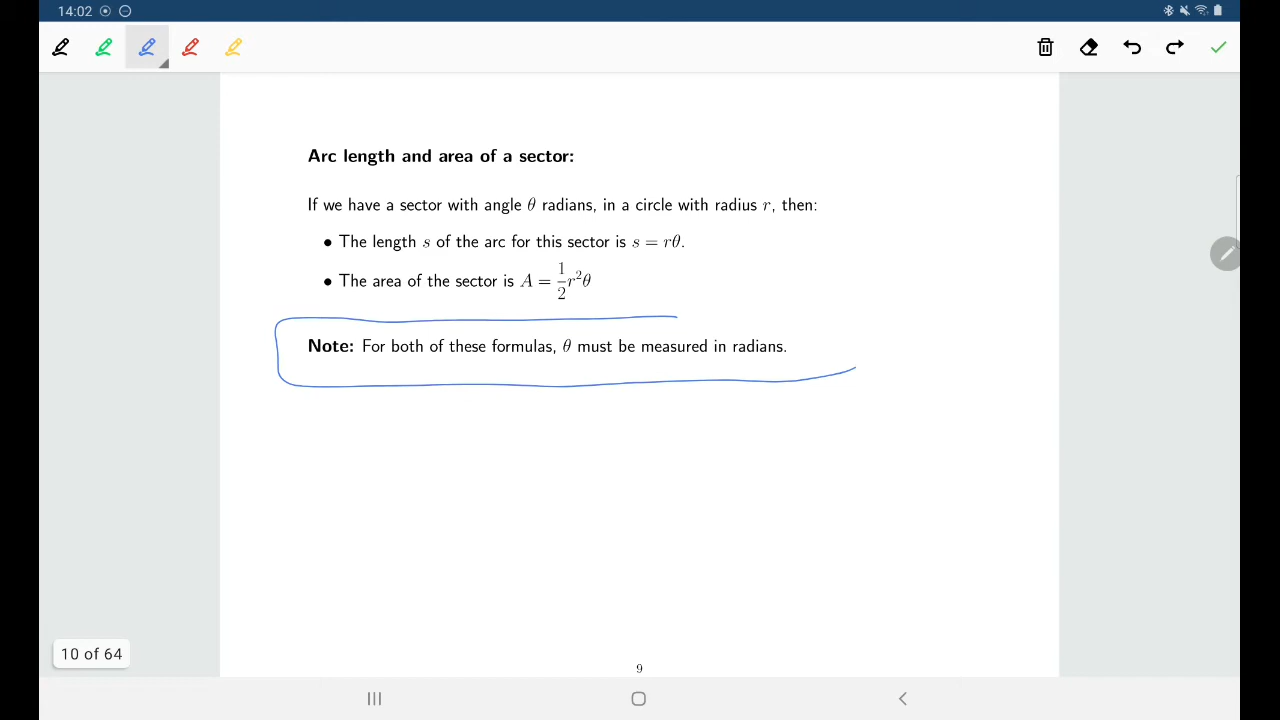 14:02
Arc length and area of a sector:
If we have a sector with angle θ radians, in a circle with radius r, then:
• The length s of the arc for this sector is s = rθ.
• The area of the sector is A = 1/2 r²θ
Note: For both of these formulas, θ must be measured in radians.
10 of 64
9